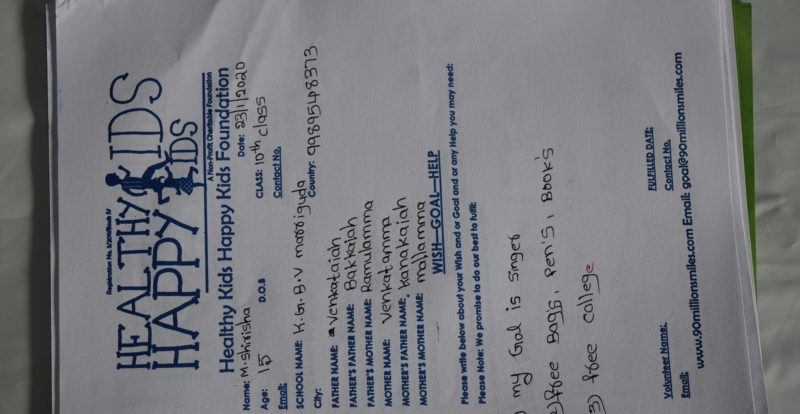 HEALTHY KIDS
HAPPY KIDS
A Non-Profit Charitable Foundation
Healthy Kids Happy Kids Foundation
Name: M. Shirisha Date: 23/1/2020
Age: 15 D.O.B CLASS: 10th class
Email: Contact No.
SCHOOL NAME: K.G.B.V marriguda
City: Country: 9989548373
FATHER NAME: Venkataiah
FATHER'S FATHER NAME: Bakkaiah
FATHER'S MOTHER NAME: Ramulamma
MOTHER NAME: Venkatamma
MOTHER'S FATHER NAME: kanakaiah
MOTHER'S MOTHER NAME: mallamma
WISH—GOAL—HELP
Please write below about your Wish and or Goal and or any Help you may need:
Please Note: We promise to do our best to fulfil:
my Goal is singer
2) free Bags, pen's, Books
3) free college
FULFILLED DATE:
Volunteer Name: Contact No.
Email:
www.90millionsmiles.com Email: goal@90millionsmiles.com